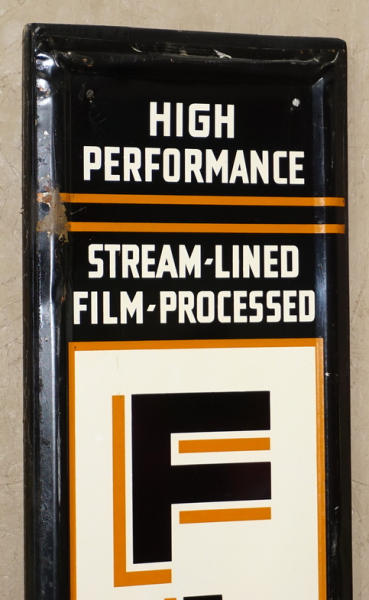 HIGH
PERFORMANCE
STREAM-LINED
FILM-PROCESSED
F